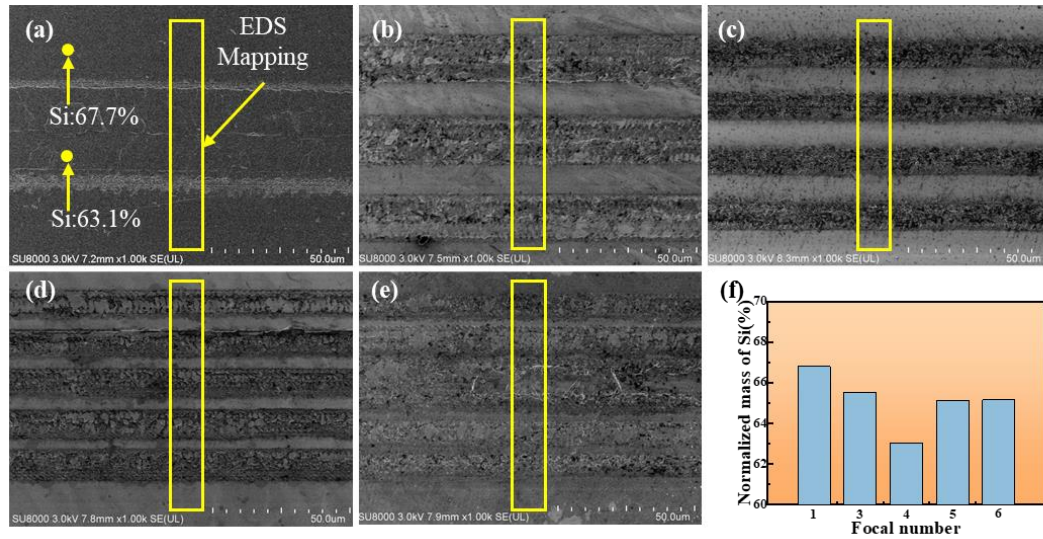 (a)
EDS
Mapping
Si:67.7%
Si:63.1%
SU8000 3.0kV 7.2mm x1.00k SE(UL)
50.0um
(b)
SU8000 3.0kV 7.5mm x1.00k SE(UL)
50.0um
(c)
SU8000 3.0kV 8.3mm x1.00k SE(UL)
50.0um
(d)
SU8000 3.0kV 7.8mm x1.00k SE(UL)
50.0um
(e)
SU8000 3.0kV 7.9mm x1.00k SE(UL)
50.0um
(f)
Normalized mass of Si(%)
70
68
66
64
62
60
1 3 4 5 6
Focal number